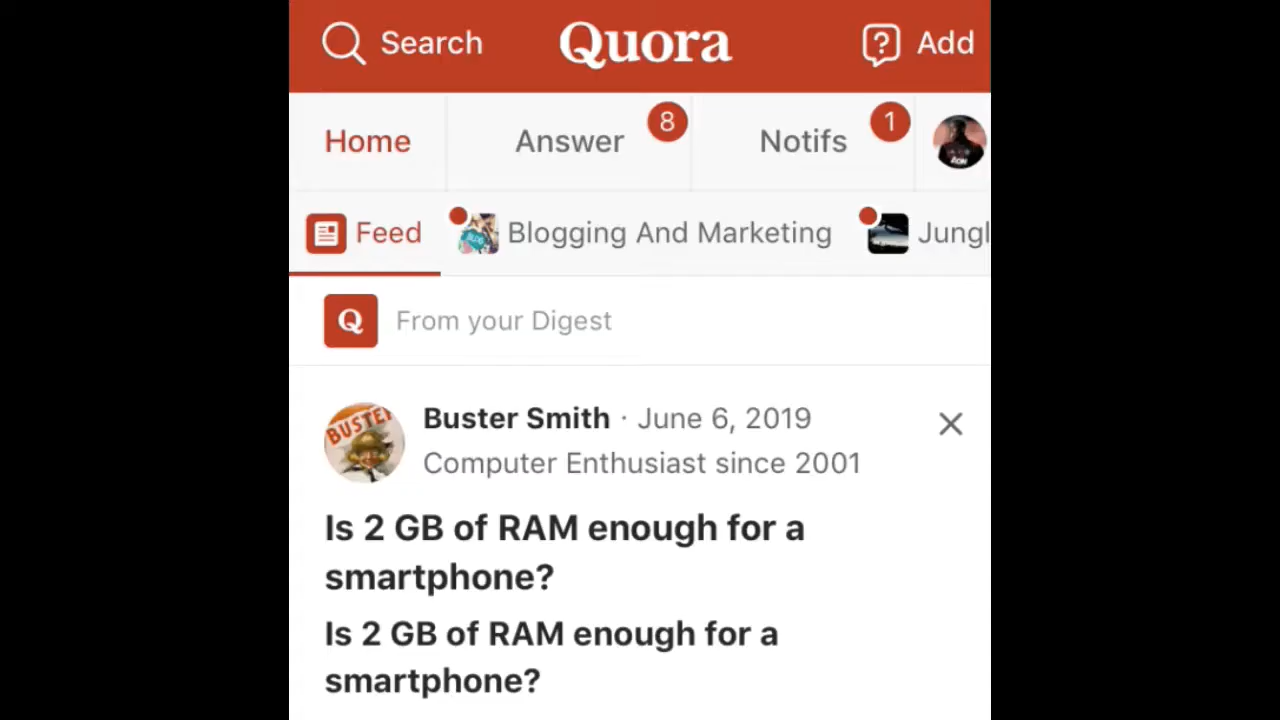 Search Quora Add
Home Answer 8 Notifs 1
Feed Blogging And Marketing Jungl
Q From your Digest
BUSTER
Buster Smith · June 6, 2019
Computer Enthusiast since 2001
Is 2 GB of RAM enough for a
smartphone?
Is 2 GB of RAM enough for a
smartphone?